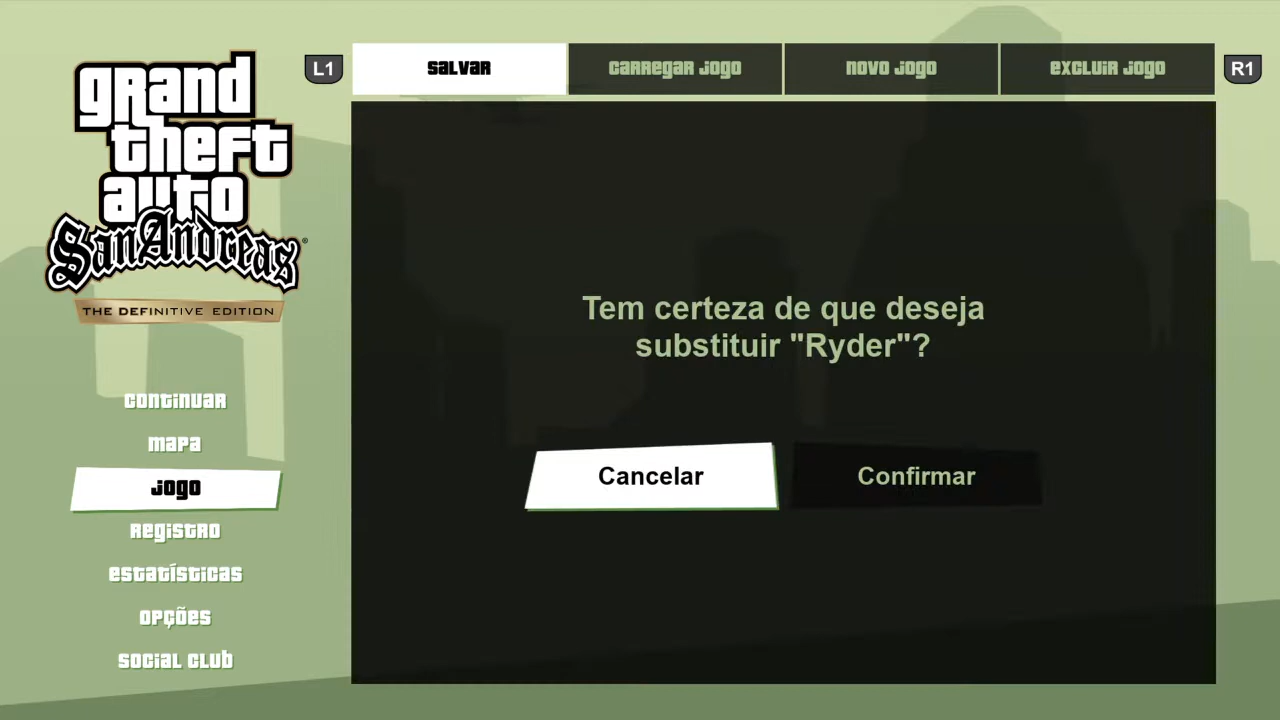 grand
theft
auto
San Andreas
THE DEFINITIVE EDITION
L1
SALVAR
CARREGAR JOGO
NOVO JOGO
EXCLUIR JOGO
R1
Tem certeza de que deseja
substituir "Ryder"?
Cancelar
Confirmar
CONTINUAR
MAPA
JOGO
REGISTRO
ESTATÍSTICAS
OPÇÕES
SOCIAL CLUB